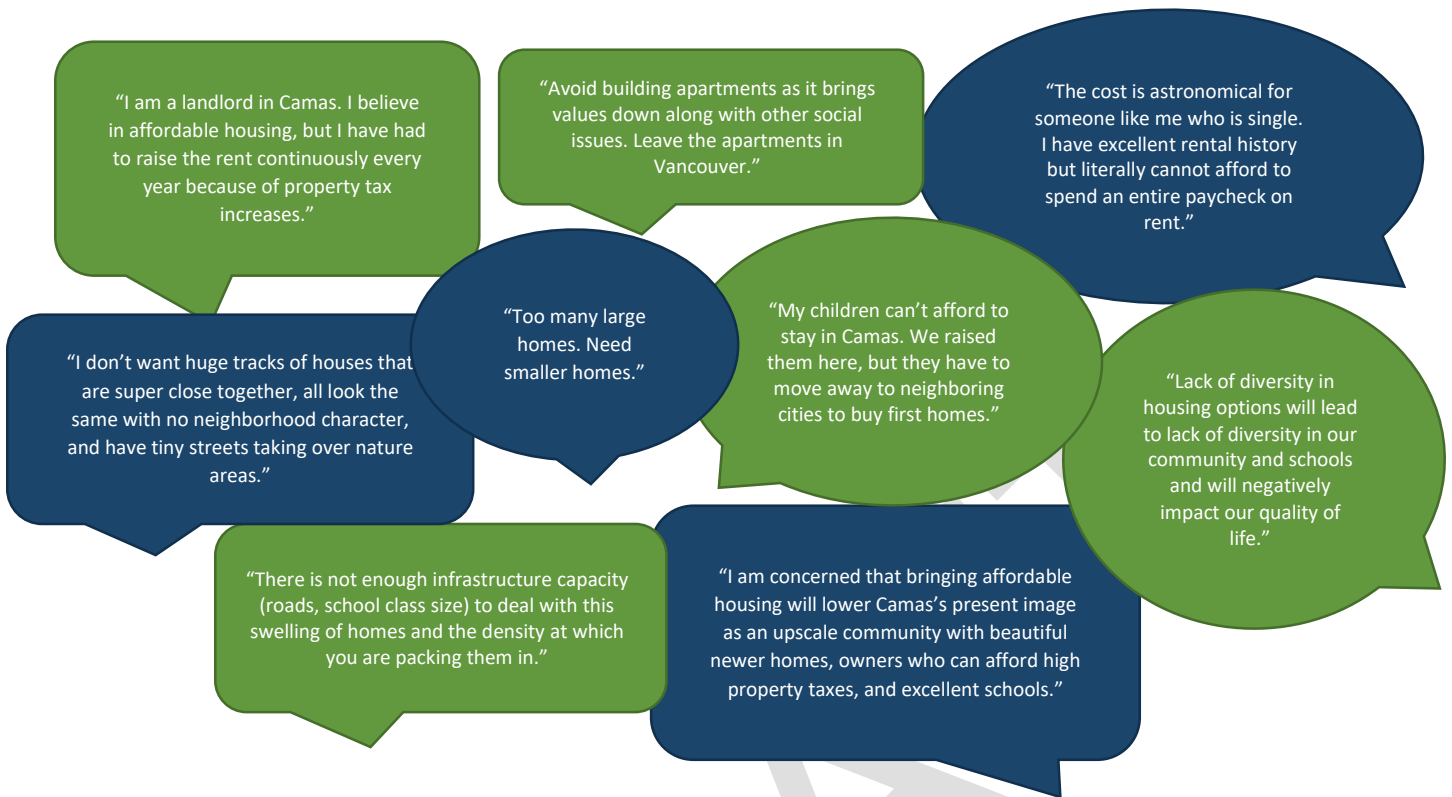 “I am a landlord in Camas. I believe
in affordable housing, but I have had
to raise the rent continuously every
year because of property tax
increases.”
“Avoid building apartments as it brings
values down along with other social
issues. Leave the apartments in
Vancouver.”
“The cost is astronomical for
someone like me who is single.
I have excellent rental history
but literally cannot afford to
spend an entire paycheck on
rent.”
“I don’t want huge tracks of houses that
are super close together, all look the
same with no neighborhood character,
and have tiny streets taking over nature
areas.”
“Too many large
homes. Need
smaller homes.”
“My children can’t afford to
stay in Camas. We raised
them here, but they have to
move away to neighboring
cities to buy first homes.”
“Lack of diversity in
housing options will lead
to lack of diversity in our
community and schools
and will negatively
impact our quality of
life.”
“There is not enough infrastructure capacity
(roads, school class size) to deal with this
swelling of homes and the density at which
you are packing them in.”
“I am concerned that bringing affordable
housing will lower Camas’s present image
as an upscale community with beautiful
newer homes, owners who can afford high
property taxes, and excellent schools.”